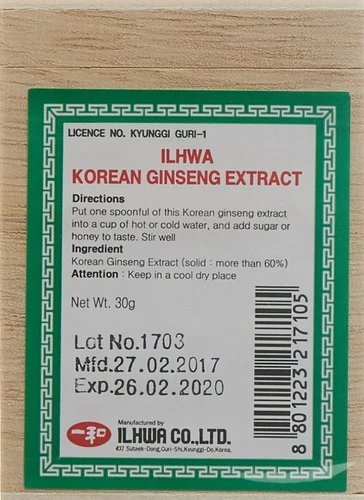 LICENCE NO. KYUNGGI GURI-1
ILHWA
KOREAN GINSENG EXTRACT
Directions
Put one spoonful of this Korean ginseng extract
into a cup of hot or cold water, and add sugar or
honey to taste. Stir well
Ingredient
Korean Ginseng Extract (solid : more than 60%)
Attention : Keep in a cool dry place
Net Wt. 30g
Lot No.1703
Mfd.27.02.2017
Exp.26.02.2020
8 801223 217105
Manufactured by
一和
ILHWA CO.,LTD.
437, Sutaek-Dong,Guri-Shi,Kyunggi-Do,Korea.